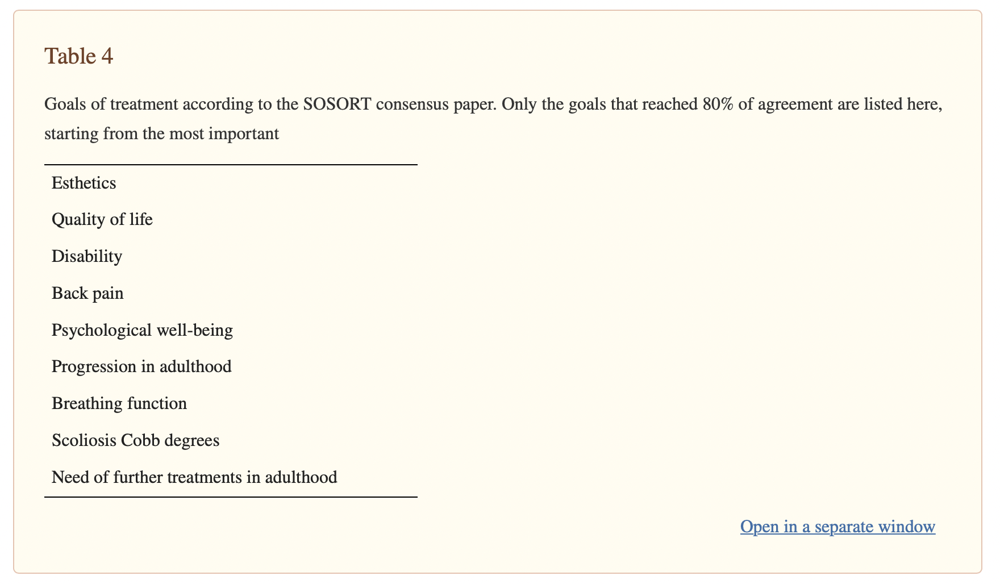 Table 4
Goals of treatment according to the SOSORT consensus paper. Only the goals that reached 80% of agreement are listed here,
starting from the most important
Esthetics
Quality of life
Disability
Back pain
Psychological well-being
Progression in adulthood
Breathing function
Scoliosis Cobb degrees
Need of further treatments in adulthood
Open in a separate window